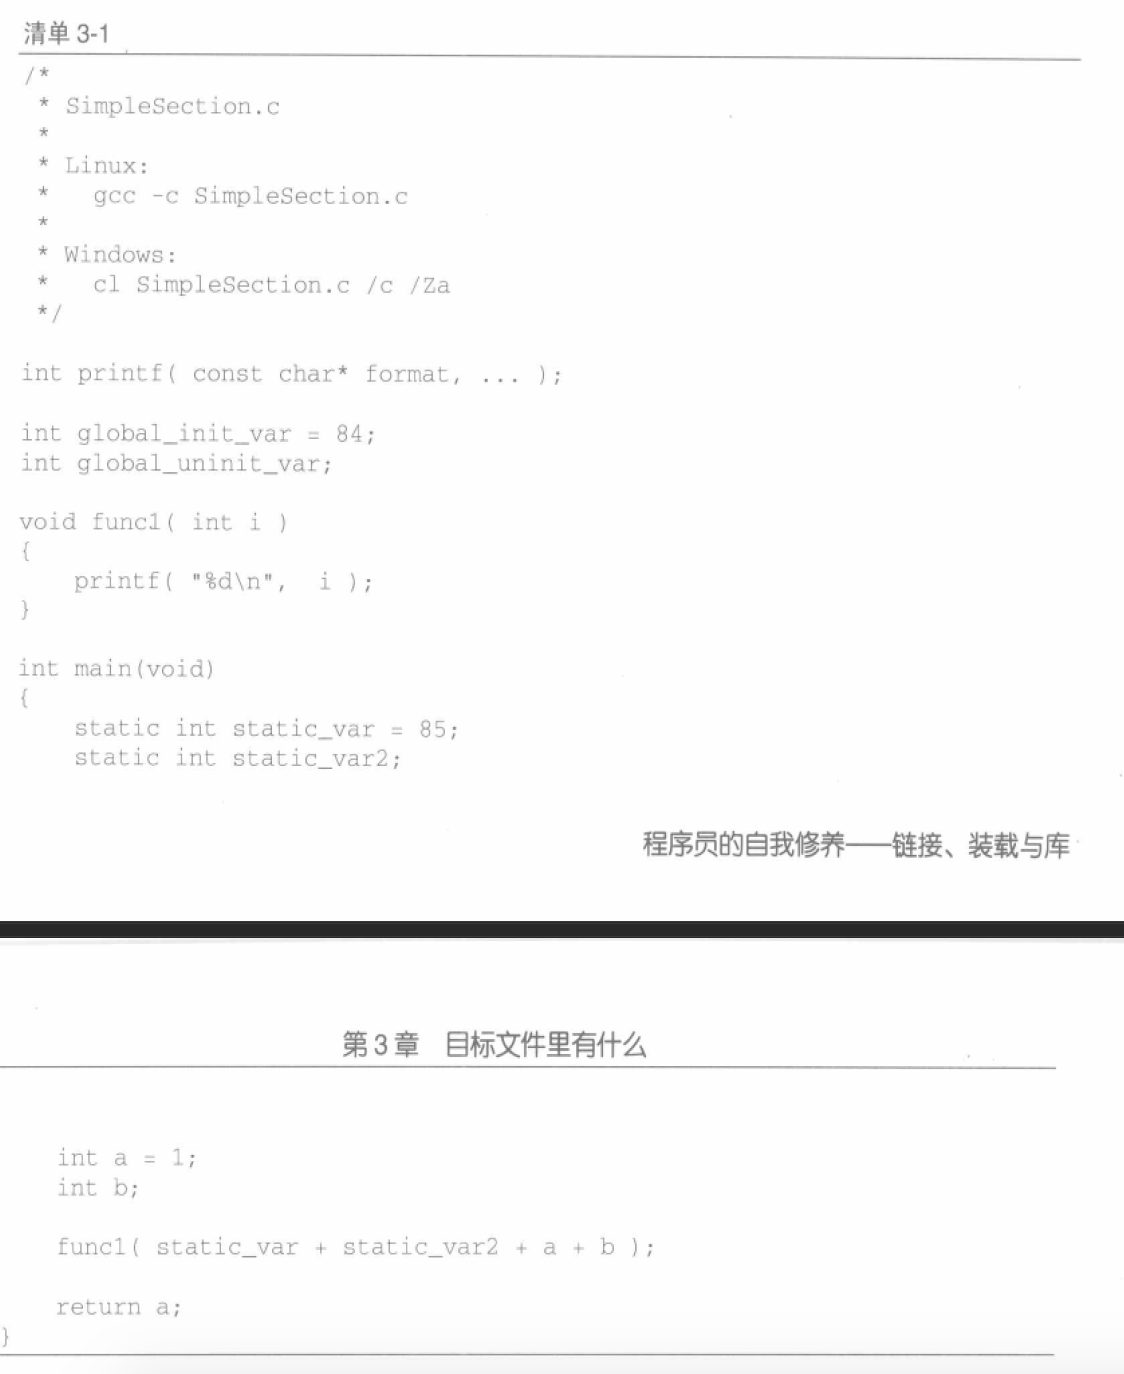 清单 3-1
/*
 * SimpleSection.c
 *
 * Linux:
 *   gcc -c SimpleSection.c
 *
 * Windows:
 *   cl SimpleSection.c /c /Za
 */
int printf( const char* format, ... );
int global_init_var = 84;
int global_uninit_var;
void func1( int i )
{
    printf( "%d\n",  i );
}
int main(void)
{
    static int static_var = 85;
    static int static_var2;
程序员的自我修养——链接、装载与库
第 3 章 目标文件里有什么
    int a = 1;
    int b;
    func1( static_var + static_var2 + a + b );
    return a;
}